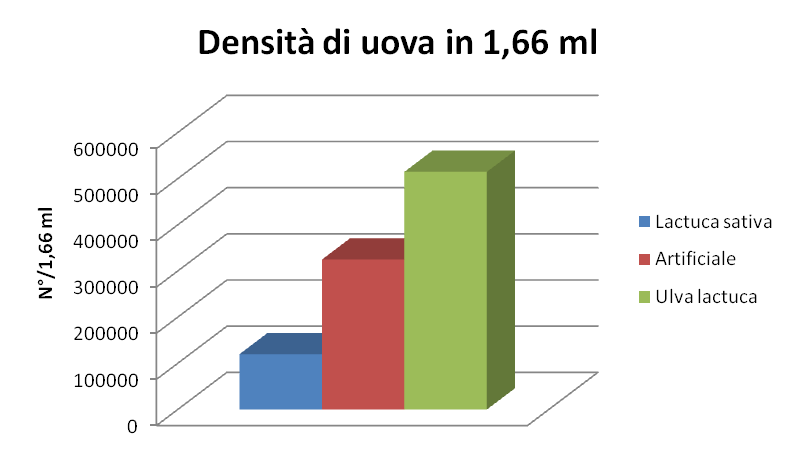 Densità di uova in 1,66 ml
N°/1,66 ml
600000
500000
400000
300000
200000
100000
0
Lactuca sativa
Artificiale
Ulva lactuca